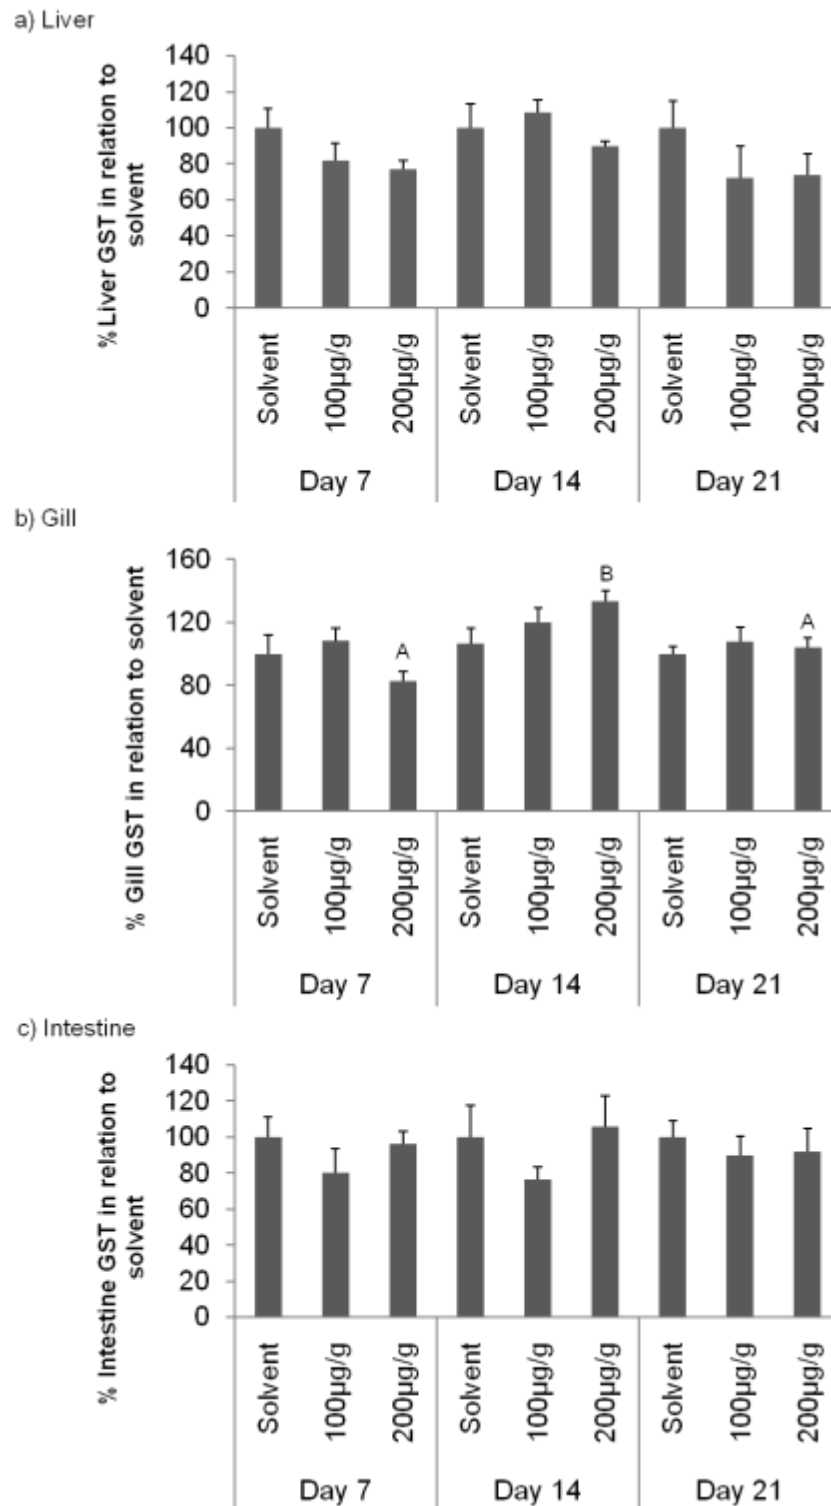 a) Liver
% Liver GST in relation to
solvent
140
120
100
80
60
40
20
0
Solvent
100µg/g
200µg/g
Solvent
100µg/g
200µg/g
Solvent
100µg/g
200µg/g
Day 7
Day 14
Day 21
b) Gill
% Gill GST in relation to solvent
160
120
80
40
0
A
B
A
Solvent
100µg/g
200µg/g
Solvent
100µg/g
200µg/g
Solvent
100µg/g
200µg/g
Day 7
Day 14
Day 21
c) Intestine
% Intestine GST in relation to
solvent
140
120
100
80
60
40
20
0
Solvent
100µg/g
200µg/g
Solvent
100µg/g
200µg/g
Solvent
100µg/g
200µg/g
Day 7
Day 14
Day 21